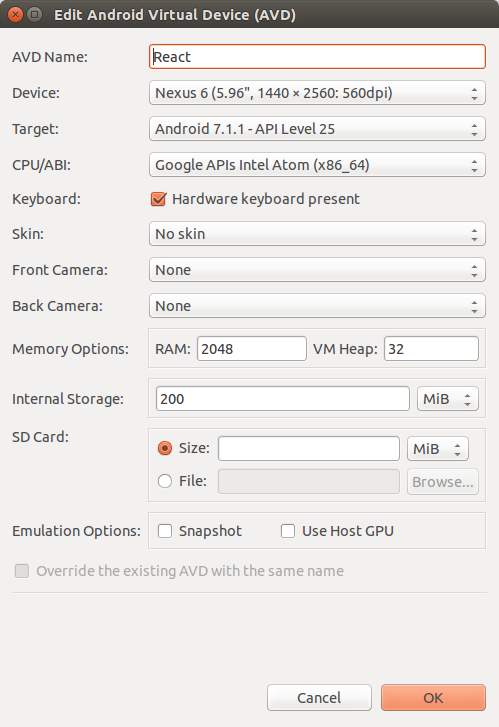 Edit Android Virtual Device (AVD)
AVD Name: React
Device: Nexus 6 (5.96", 1440 × 2560: 560dpi)
Target: Android 7.1.1 - API Level 25
CPU/ABI: Google APIs Intel Atom (x86_64)
Keyboard: Hardware keyboard present
Skin: No skin
Front Camera: None
Back Camera: None
Memory Options: RAM: 2048 VM Heap: 32
Internal Storage: 200 MiB
SD Card:
Size: MiB
File: Browse...
Emulation Options: Snapshot Use Host GPU
Override the existing AVD with the same name
Cancel OK